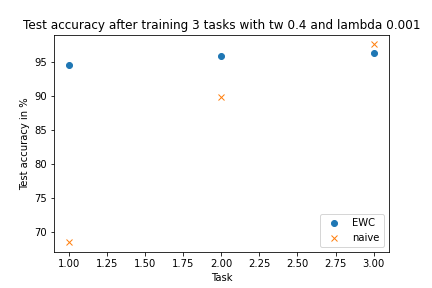 Test accuracy after training 3 tasks with tw 0.4 and lambda 0.001
Test accuracy in %
95
90
85
80
75
70
1.00 1.25 1.50 1.75 2.00 2.25 2.50 2.75 3.00
Task
EWC
naive